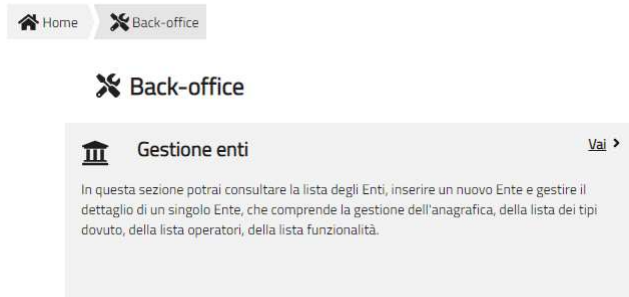 Home Back-office
Back-office
Gestione enti Vai
In questa sezione potrai consultare la lista degli Enti, inserire un nuovo Ente e gestire il
dettaglio di un singolo Ente, che comprende la gestione dell'anagrafica, della lista dei tipi
dovuto, della lista operatori, della lista funzionalità.